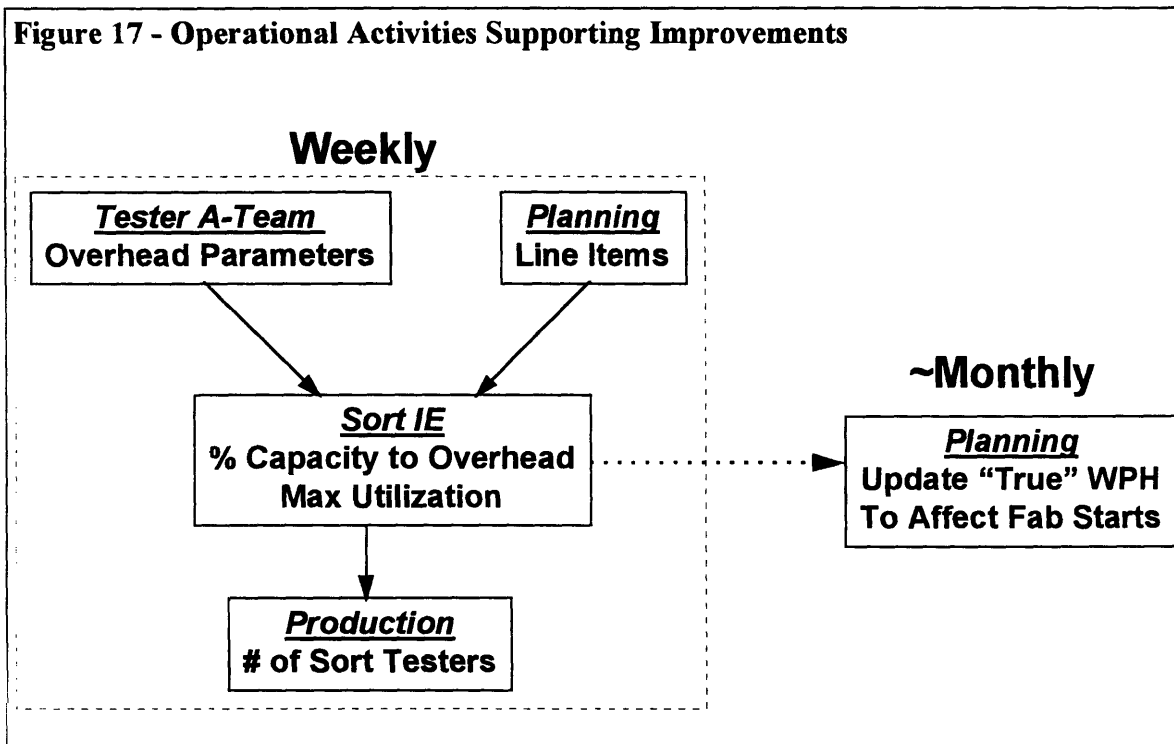 Figure 17 - Operational Activities Supporting Improvements
Weekly
Tester A-Team
Overhead Parameters
Planning
Line Items
Sort IE
% Capacity to Overhead
Max Utilization
Production
# of Sort Testers
~Monthly
Planning
Update “True” WPH
To Affect Fab Starts